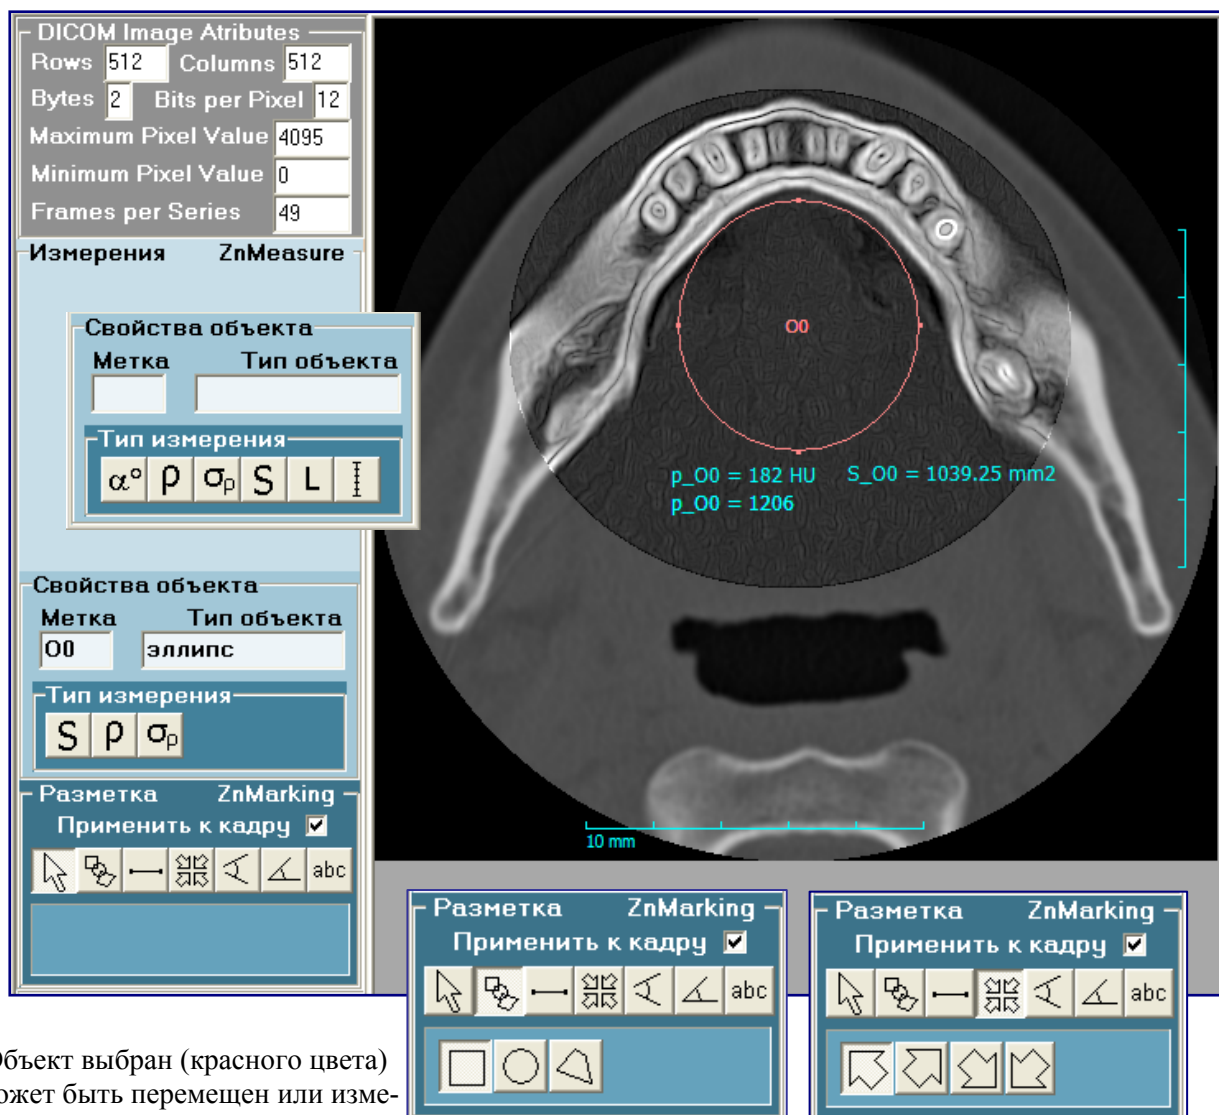 DICOM Image Atributes
Rows 512 Columns 512
Bytes 2 Bits per Pixel 12
Maximum Pixel Value 4095
Minimum Pixel Value 0
Frames per Series 49
Измерения ZnMeasure
Свойства объекта
Метка Тип объекта
Тип измерения
α° ρ σρ S L
Свойства объекта
Метка Тип объекта
O0 эллипс
Тип измерения
S ρ σρ
Разметка ZnMarking
Применить к кадру
abc
O0
p_O0 = 182 HU S_O0 = 1039.25 mm2
p_O0 = 1206
10 mm
Разметка ZnMarking
Применить к кадру
abc
Разметка ZnMarking
Применить к кадру
abc
Объект выбран (красного цвета)
ожет быть перемещен или изме-